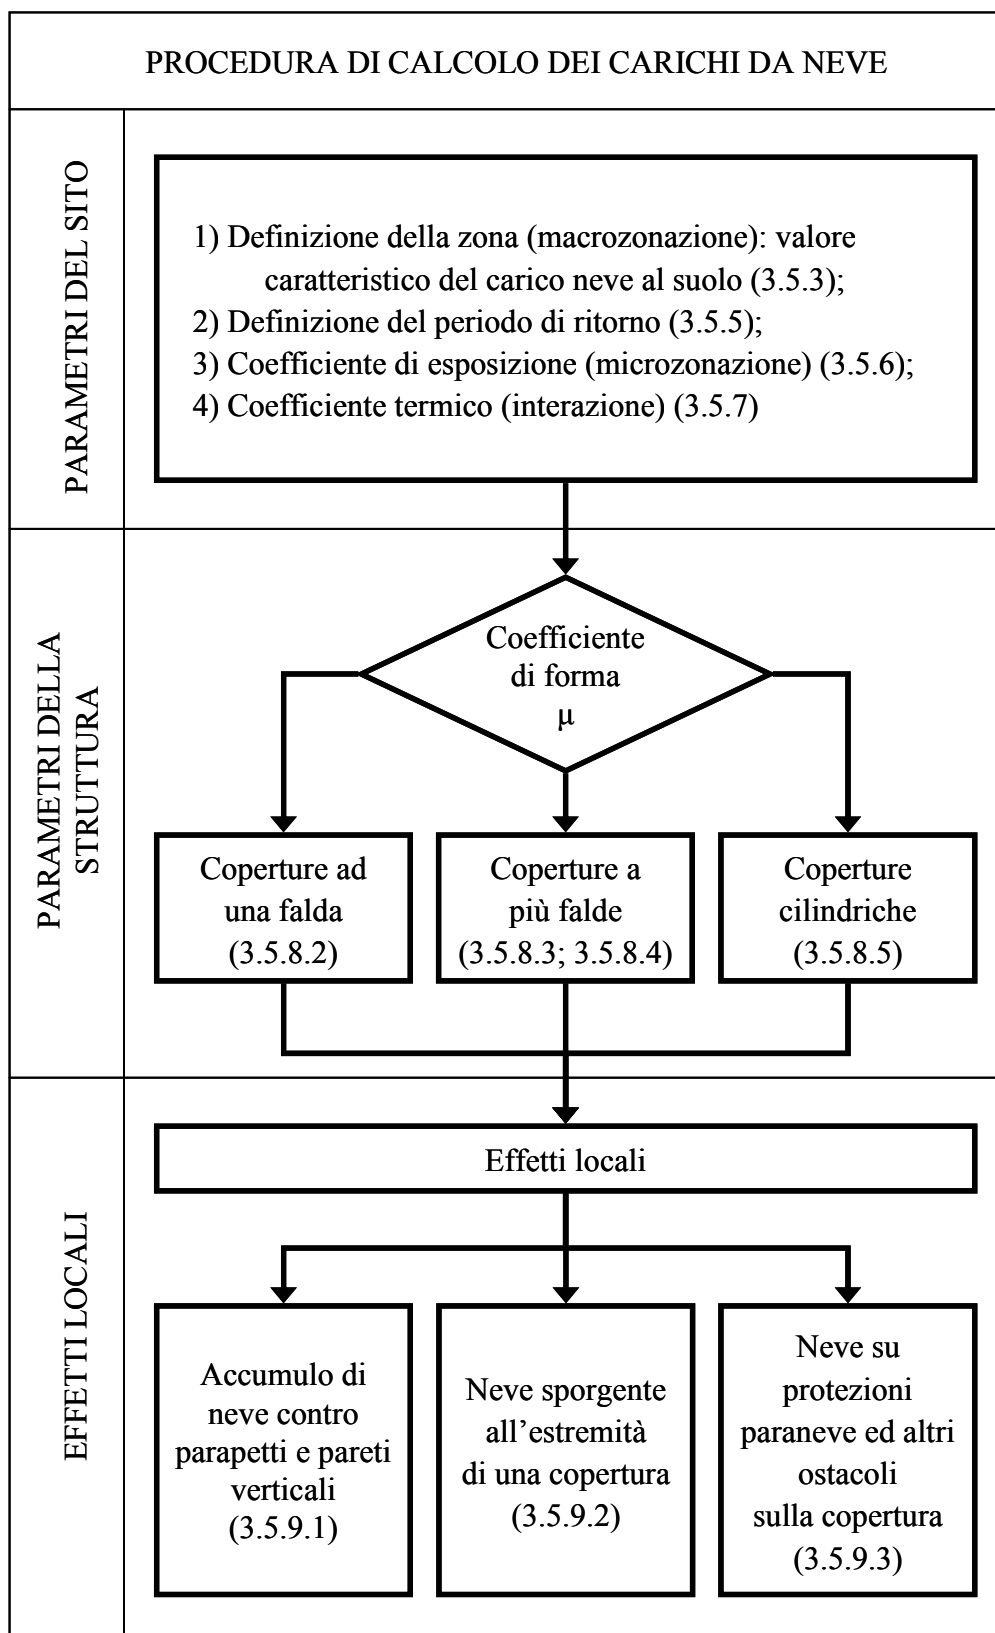 PROCEDURA DI CALCOLO DEI CARICHI DA NEVE
PARAMETRI DEL SITO
1) Definizione della zona (macrozonazione): valore
caratteristico del carico neve al suolo (3.5.3);
2) Definizione del periodo di ritorno (3.5.5);
3) Coefficiente di esposizione (microzonazione) (3.5.6);
4) Coefficiente termico (interazione) (3.5.7)
PARAMETRI DELLA
STRUTTURA
Coefficiente
di forma
μ
Coperture ad
una falda
(3.5.8.2)
Coperture a
più falde
(3.5.8.3; 3.5.8.4)
Coperture
cilindriche
(3.5.8.5)
EFFETTI LOCALI
Effetti locali
Accumulo di
neve contro
parapetti e pareti
verticali
(3.5.9.1)
Neve sporgente
all’estremità
di una copertura
(3.5.9.2)
Neve su
protezioni
paraneve ed altri
ostacoli
sulla copertura
(3.5.9.3)